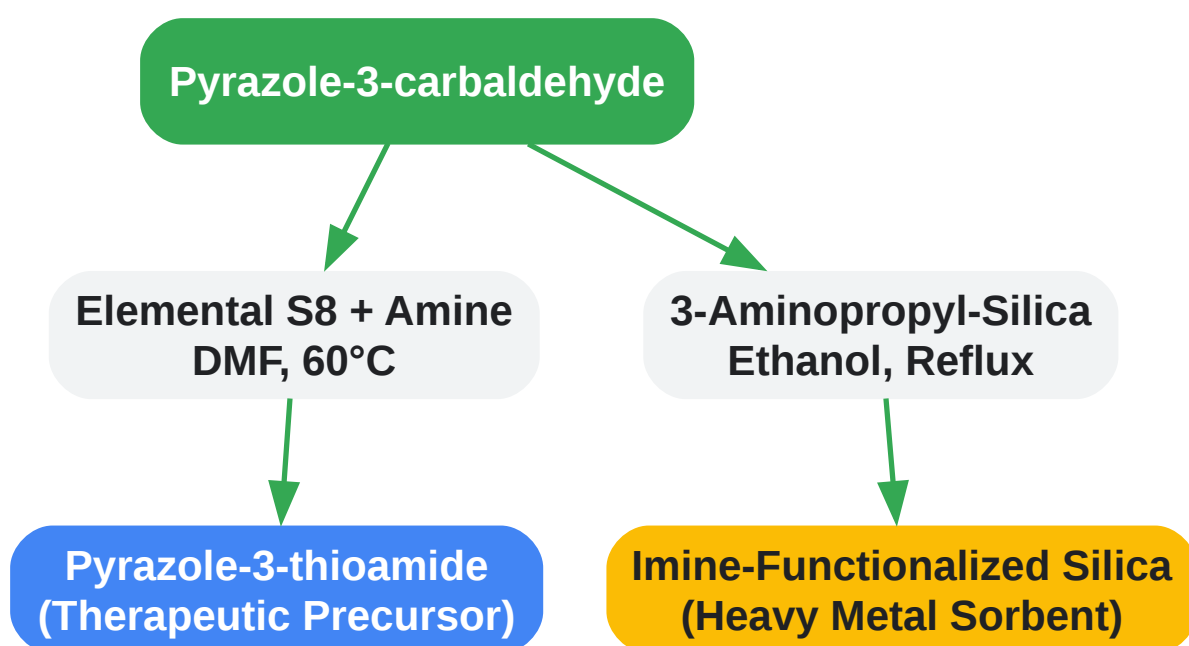 Pyrazole-3-carbaldehyde
Elemental S8 + Amine
DMF, 60°C
3-Aminopropyl-Silica
Ethanol, Reflux
Pyrazole-3-thioamide
(Therapeutic Precursor)
Imine-Functionalized Silica
(Heavy Metal Sorbent)